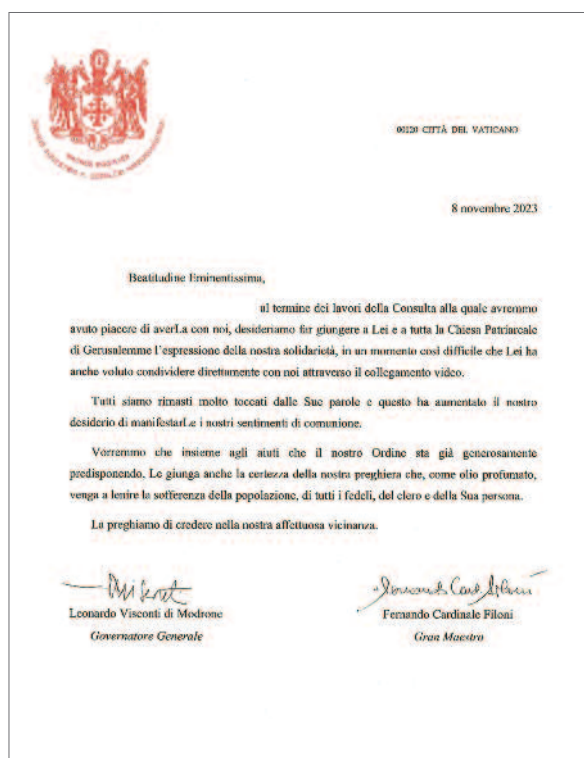 00120 CITTÀ DEL VATICANO
8 novembre 2023
Beatitudine Eminentissima,
al termine dei lavori della Consulta alla quale avremmo
avuto piacere di averLa con noi, desideriamo far giungere a Lei e a tutta la Chiesa Patriarcale
di Gerusalemme l'espressione della nostra solidarietà, in un momento così difficile che Lei ha
anche voluto condividere direttamente con noi attraverso il collegamento video.
Tutti siamo rimasti molto toccati dalle Sue parole e questo ha aumentato il nostro
desiderio di manifestarLe i nostri sentimenti di comunione.
Vorremmo che insieme agli aiuti che il nostro Ordine sta già generosamente
predisponendo, Le giunga anche la certezza della nostra preghiera che, come olio profumato,
venga a lenire la sofferenza della popolazione, di tutti i fedeli, del clero e della Sua persona.
La preghiamo di credere nella nostra affettuosa vicinanza.
Leonardo Visconti di Modrone
Governatore Generale
Fernando Cardinale Filoni
Gran Maestro